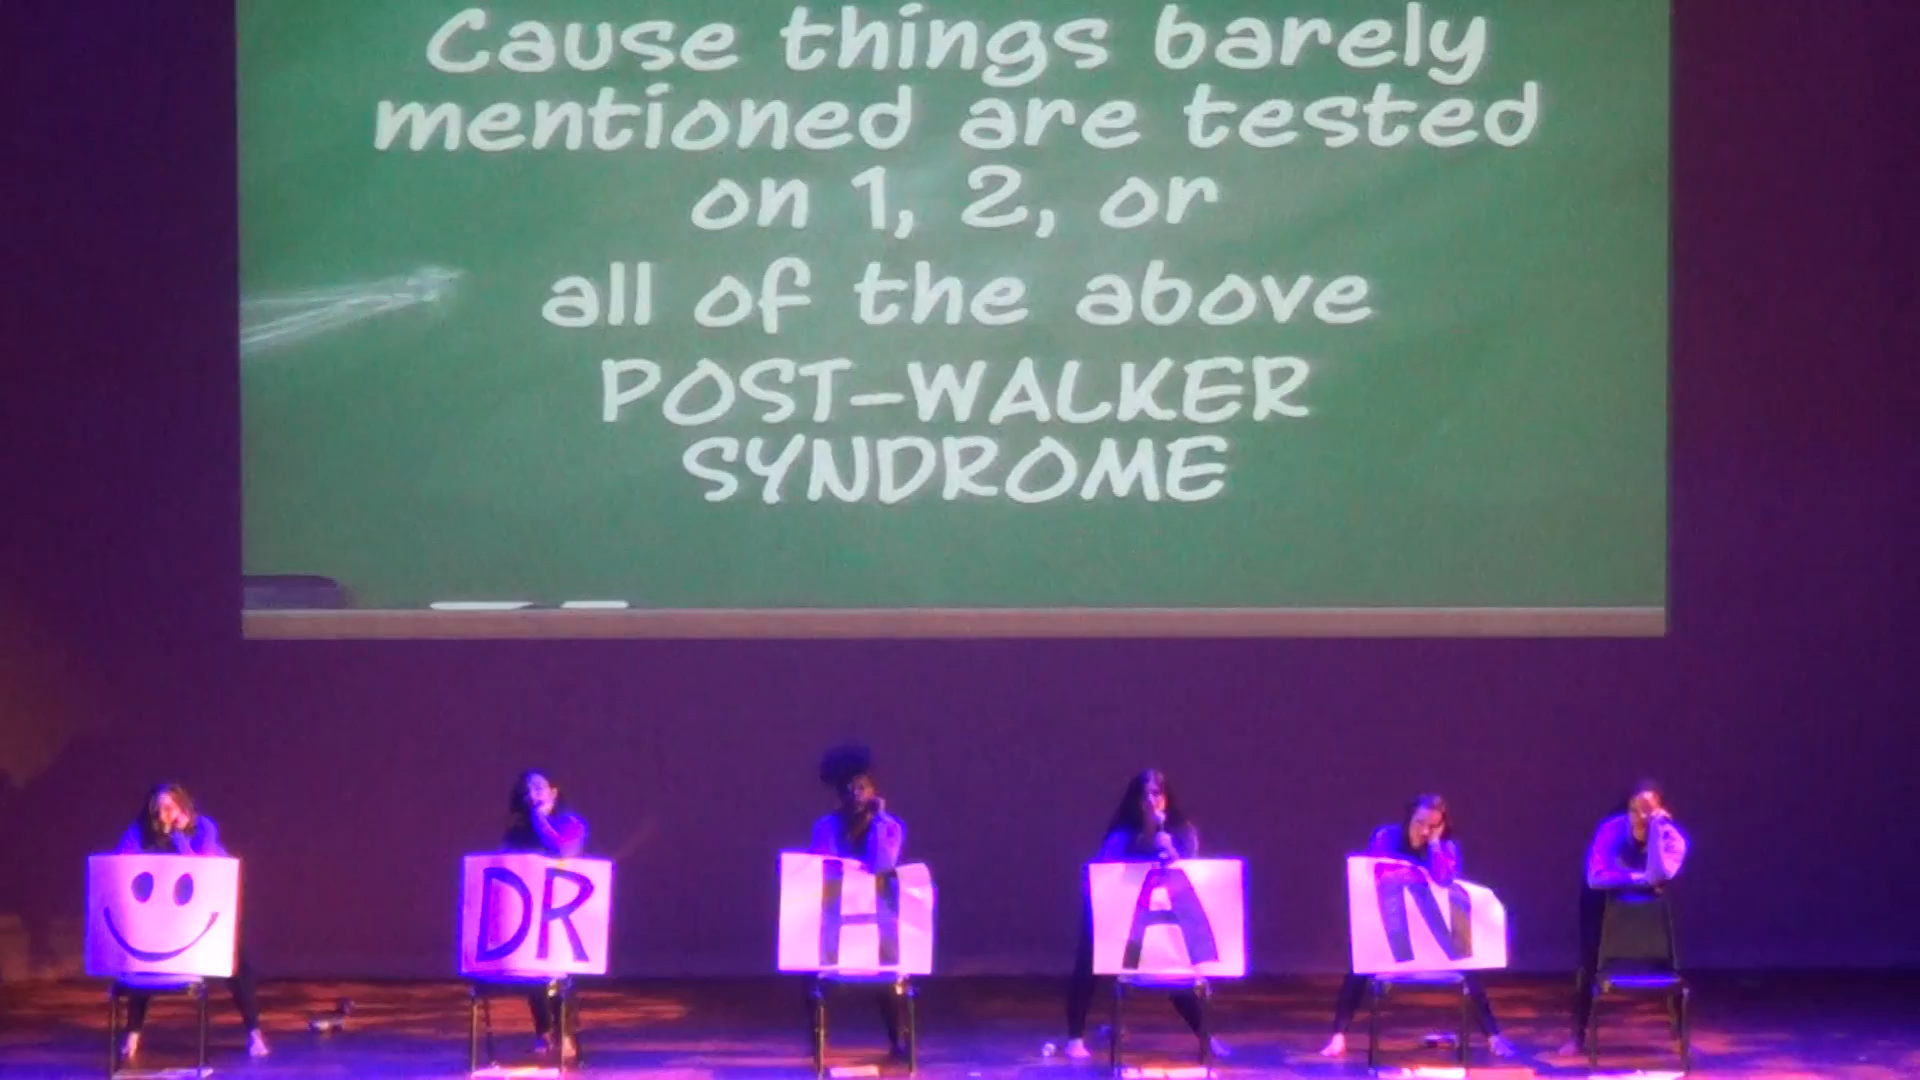 Cause things barely
mentioned are tested
on 1, 2, or
all of the above
POST-WALKER
SYNDROME
DR H A N